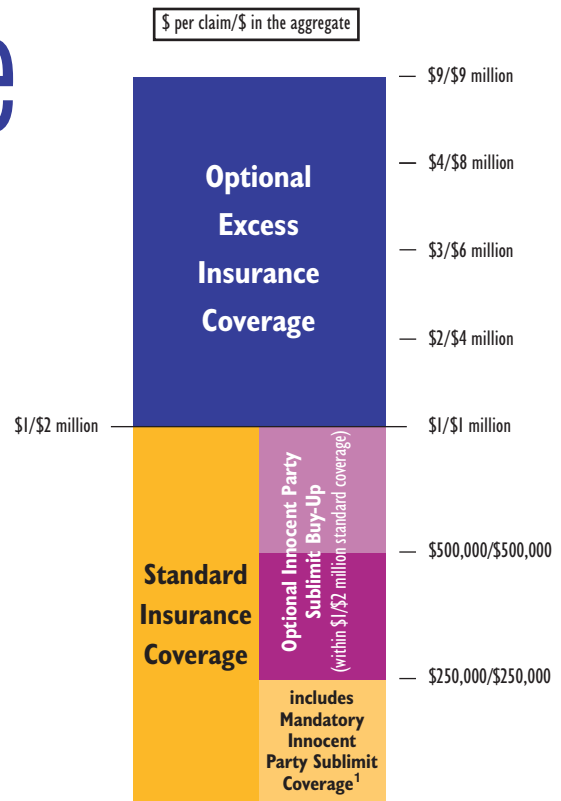 $ per claim/$ in the aggregate
e
$9/$9 million
$4/$8 million
$3/$6 million
$2/$4 million
Optional
Excess
Insurance
Coverage
$1/$2 million
$1/$1 million
$500,000/$500,000
$250,000/$250,000
Standard
Insurance
Coverage
Optional Innocent Party
Sublimit Buy-Up
(within $1/$2 million standard coverage)
includes
Mandatory
Innocent
Party Sublimit
Coverage1